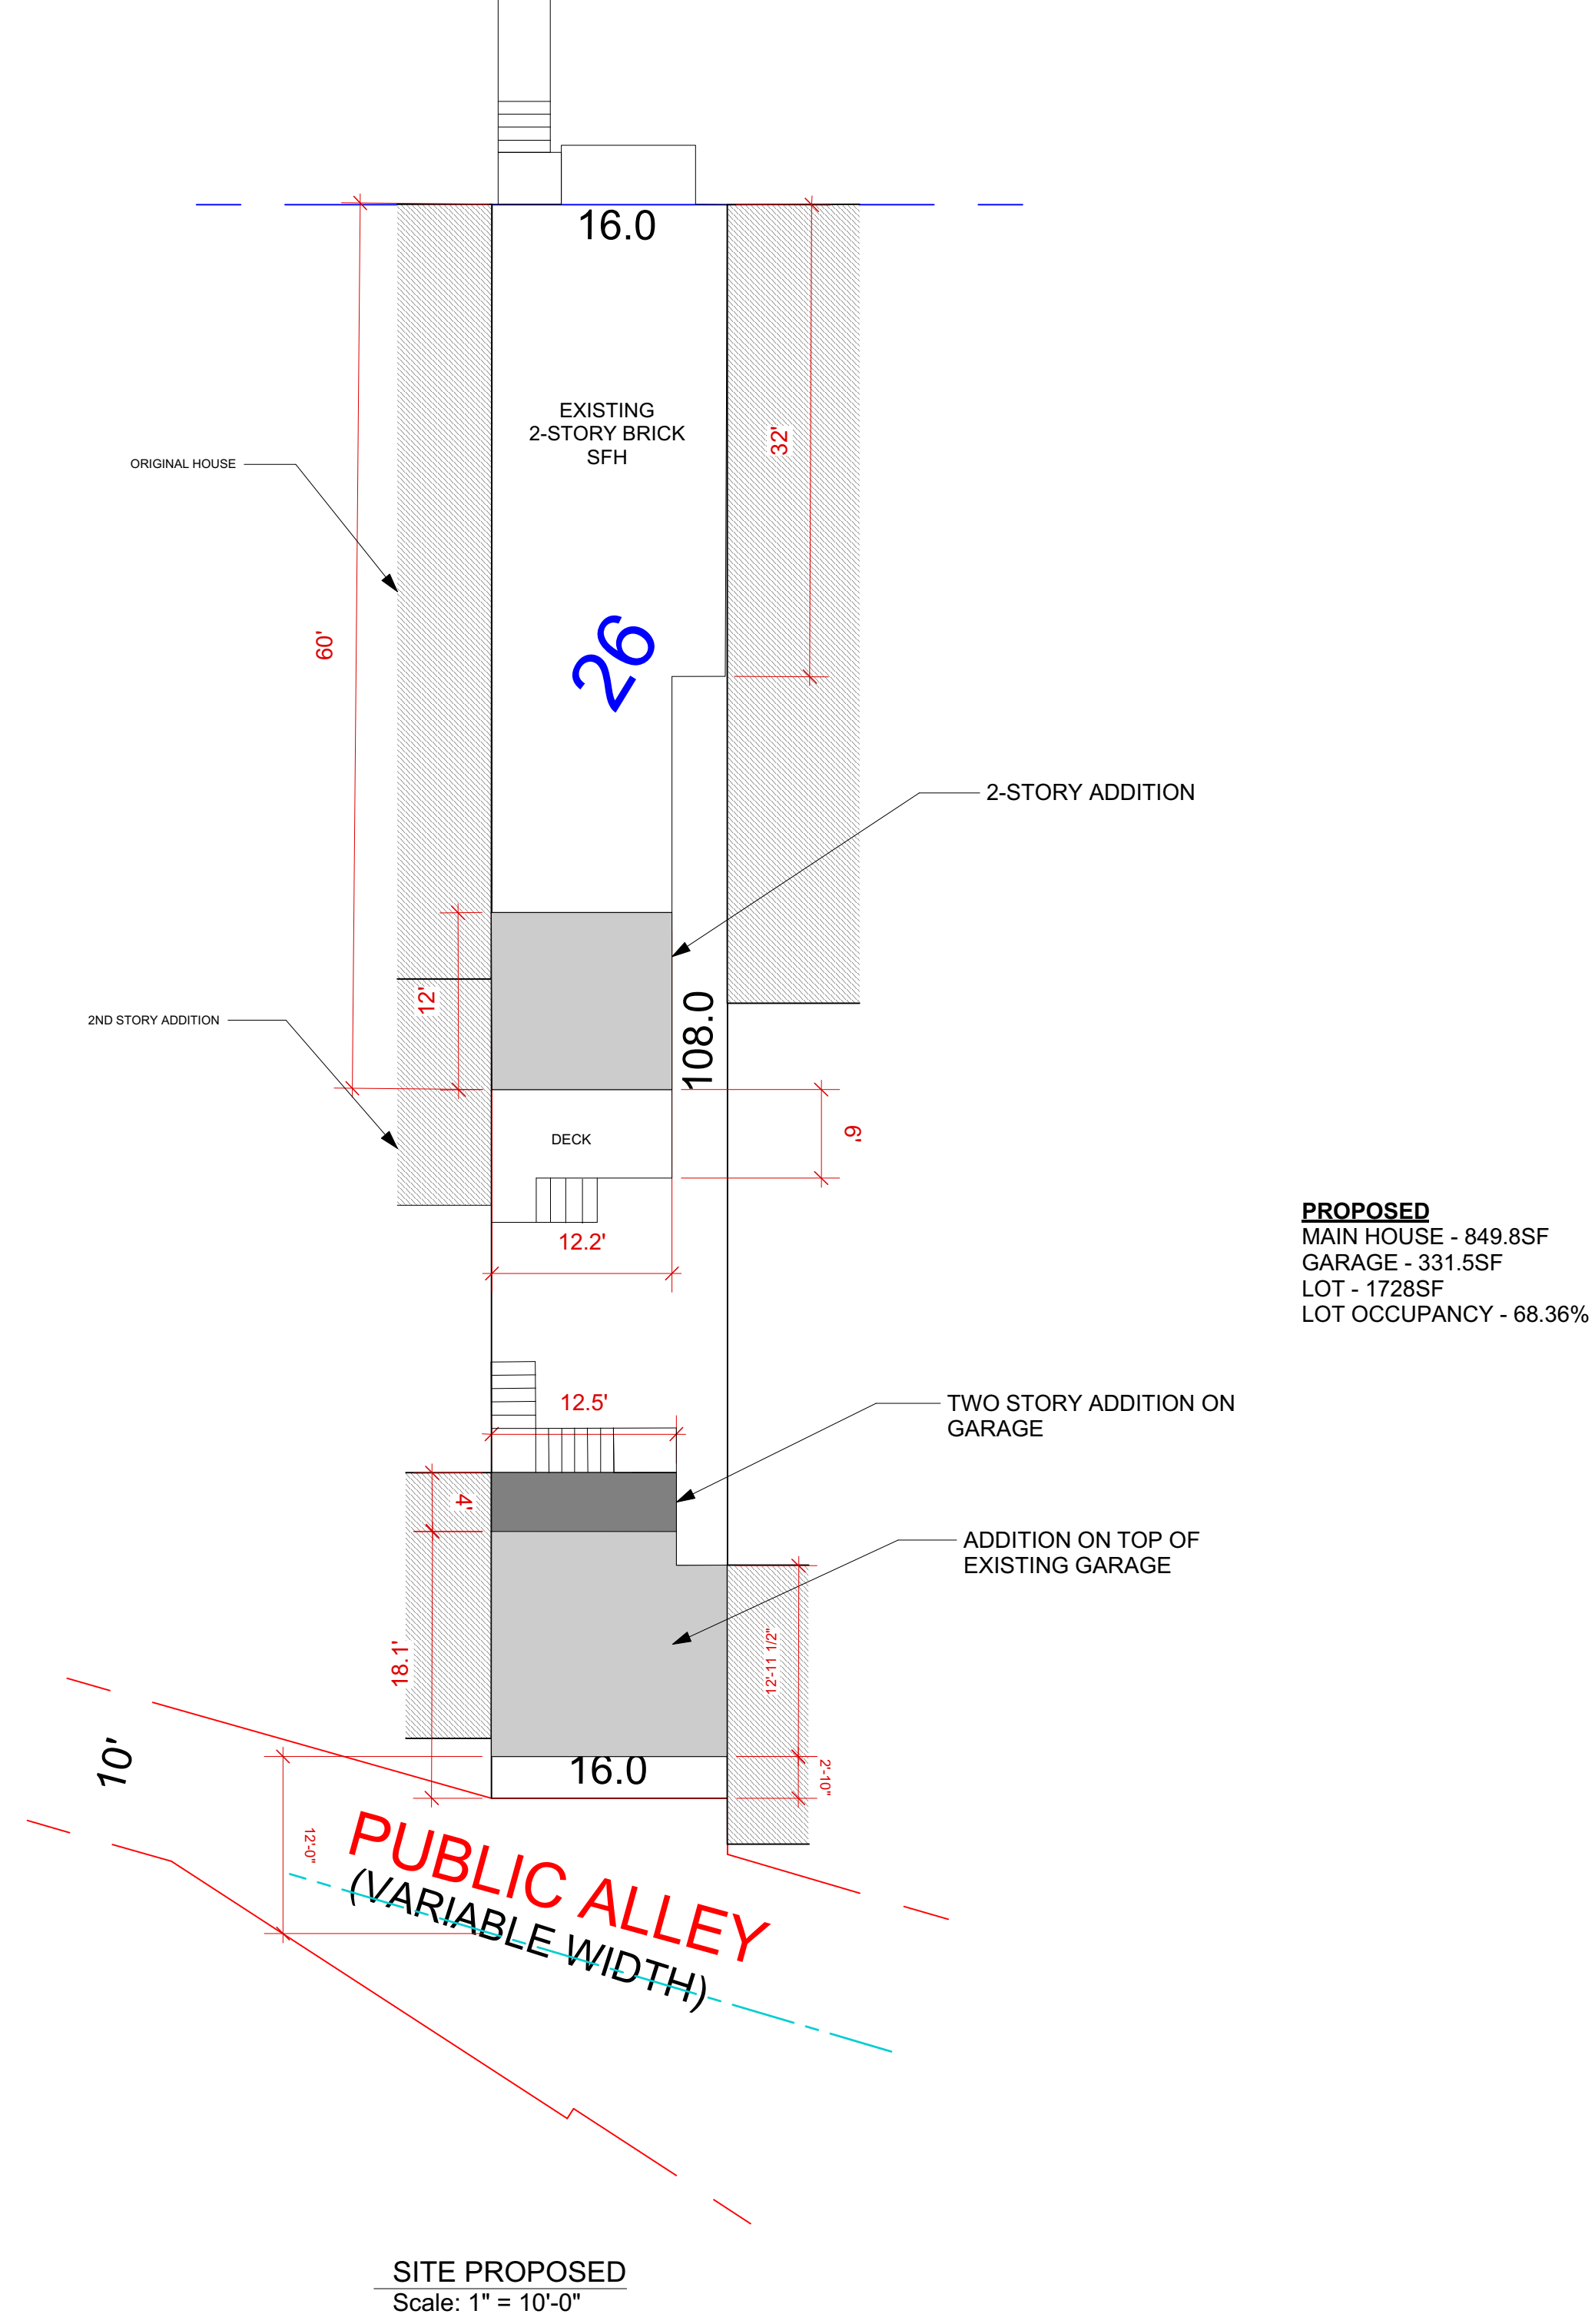 16.0
EXISTING
2-STORY BRICK
SFH
32'
ORIGINAL HOUSE
60'
26
2-STORY ADDITION
12'
108.0
2ND STORY ADDITION
DECK
6'
12.2'
PROPOSED
MAIN HOUSE - 849.8SF
GARAGE - 331.5SF
LOT - 1728SF
LOT OCCUPANCY - 68.36%
12.5'
TWO STORY ADDITION ON
GARAGE
4'
ADDITION ON TOP OF
EXISTING GARAGE
18.1'
12'-11 1/2"
10'
16.0
2'-10"
12'-0"
PUBLIC ALLEY
(VARIABLE WIDTH)
SITE PROPOSED
Scale: 1" = 10'-0"